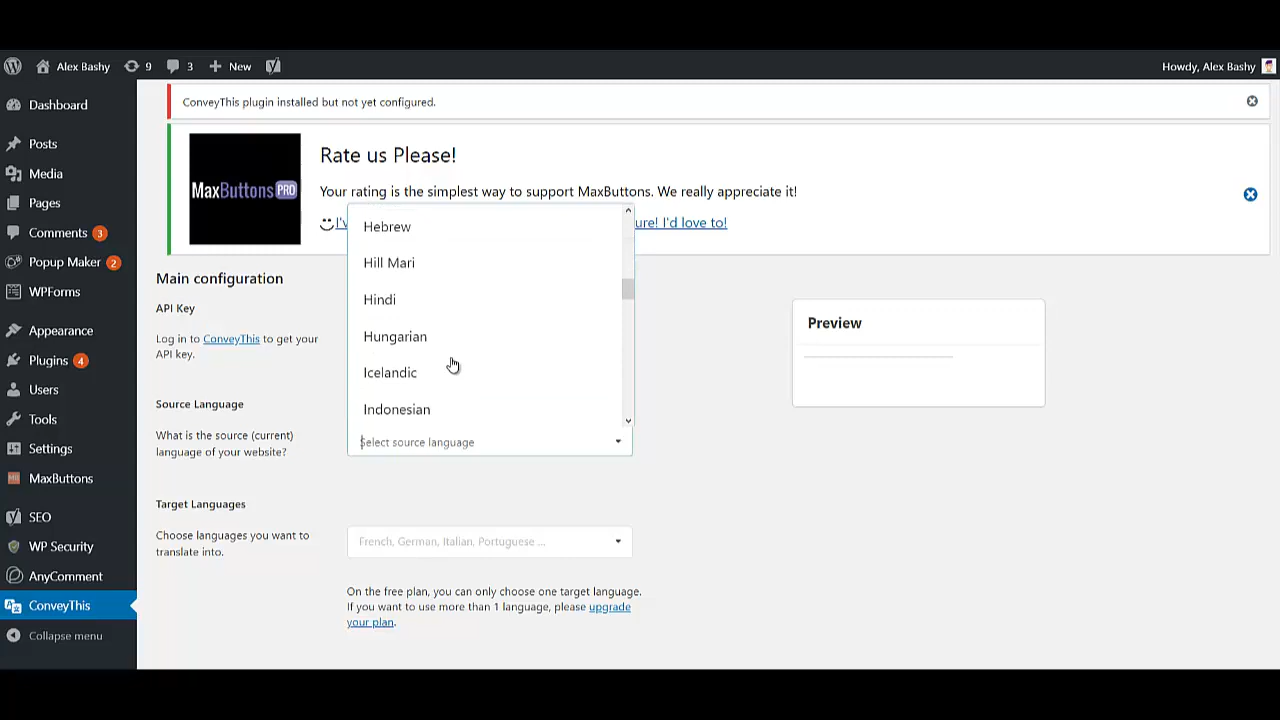 Alex Bashy 9 3 New Howdy, Alex Bashy
Dashboard
Posts
Media
Pages
Comments 3
Popup Maker 2
WPForms
Appearance
Plugins 4
Users
Tools
Settings
MaxButtons
SEO
WP Security
AnyComment
ConveyThis
Collapse menu
ConveyThis plugin installed but not yet configured.
MaxButtons PRO
Rate us Please!
Your rating is the simplest way to support MaxButtons. We really appreciate it!
ure! I'd love to!
Main configuration
API Key
Log in to ConveyThis to get your
API key.
Hebrew
Hill Mari
Hindi
Hungarian
Icelandic
Indonesian
Select source language
Source Language
What is the source (current)
language of your website?
Target Languages
Choose languages you want to
translate into.
French, German, Italian, Portuguese ...
On the free plan, you can only choose one target language.
If you want to use more than 1 language, please upgrade
your plan.
Preview